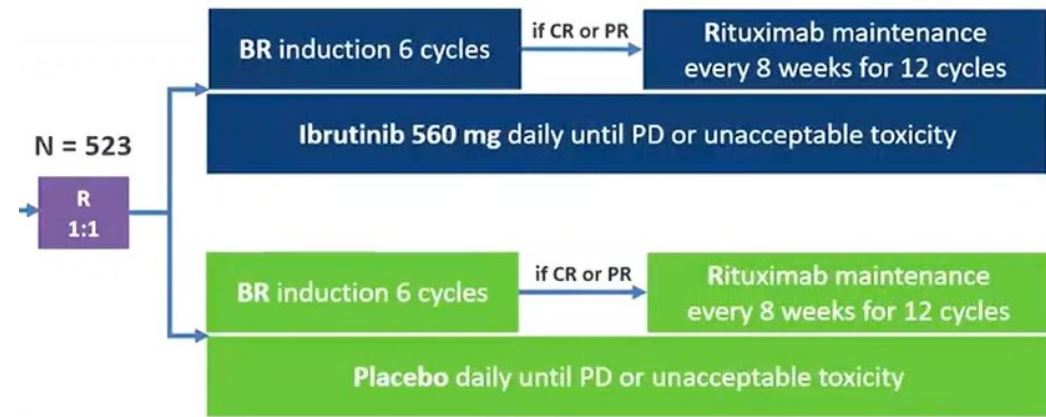 N = 523
R
1:1
BR induction 6 cycles
if CR or PR
Rituximab maintenance
every 8 weeks for 12 cycles
Ibrutinib 560 mg daily until PD or unacceptable toxicity
BR induction 6 cycles
if CR or PR
Rituximab maintenance
every 8 weeks for 12 cycles
Placebo daily until PD or unacceptable toxicity